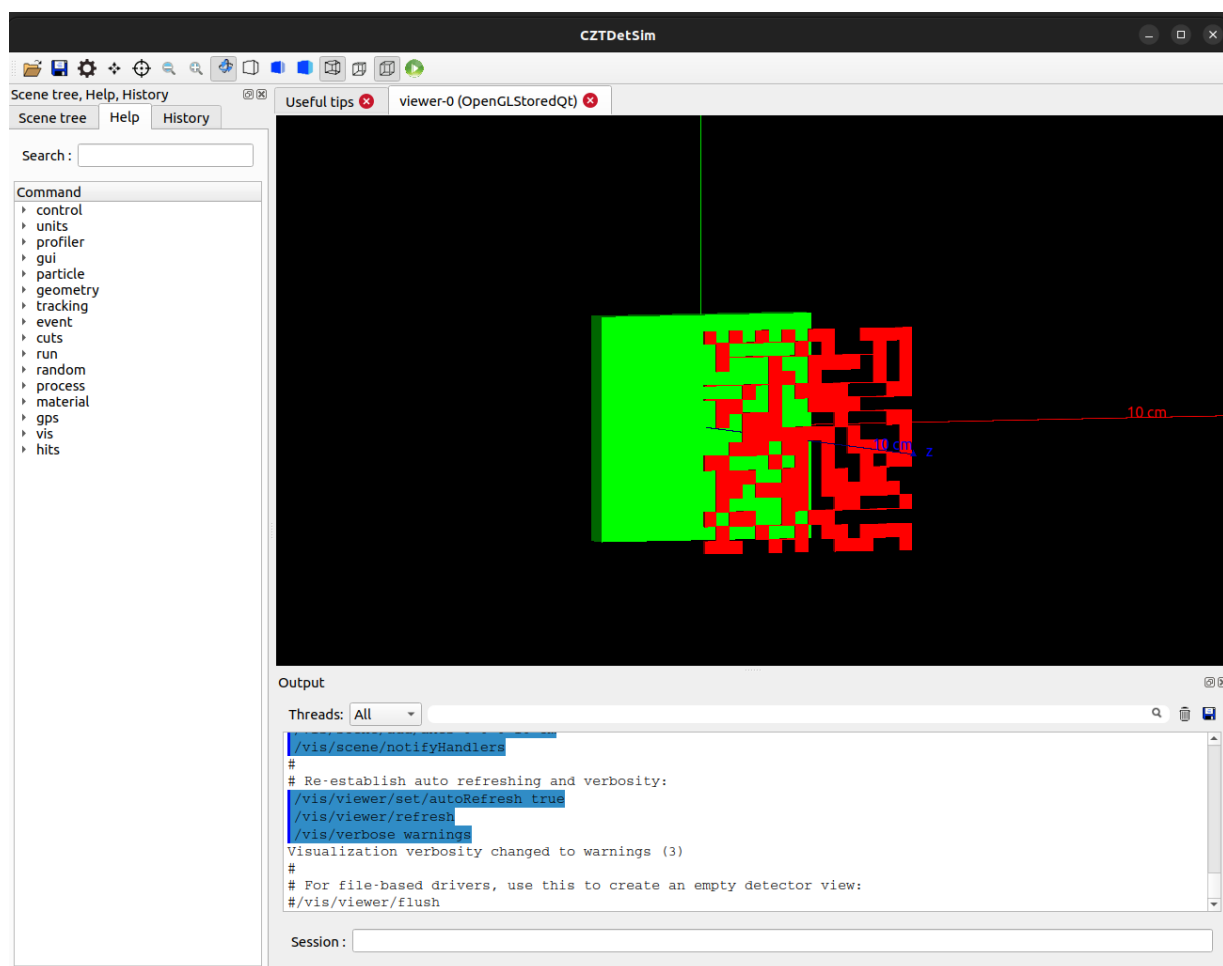 CZTDetSim
Scene tree, Help, History
Scene tree Help History
Search :
Command
control
units
profiler
gui
particle
geometry
tracking
event
cuts
run
random
process
material
gps
vis
hits
Useful tips
viewer-0 (OpenGLStoredQt)
10 cm
10 cm
z
Output
Threads: All
/vis/scene/notifyHandlers
#
# Re-establish auto refreshing and verbosity:
/vis/viewer/set/autoRefresh true
/vis/viewer/refresh
/vis/verbose warnings
Visualization verbosity changed to warnings (3)
#
# For file-based drivers, use this to create an empty detector view:
#/vis/viewer/flush
Session :